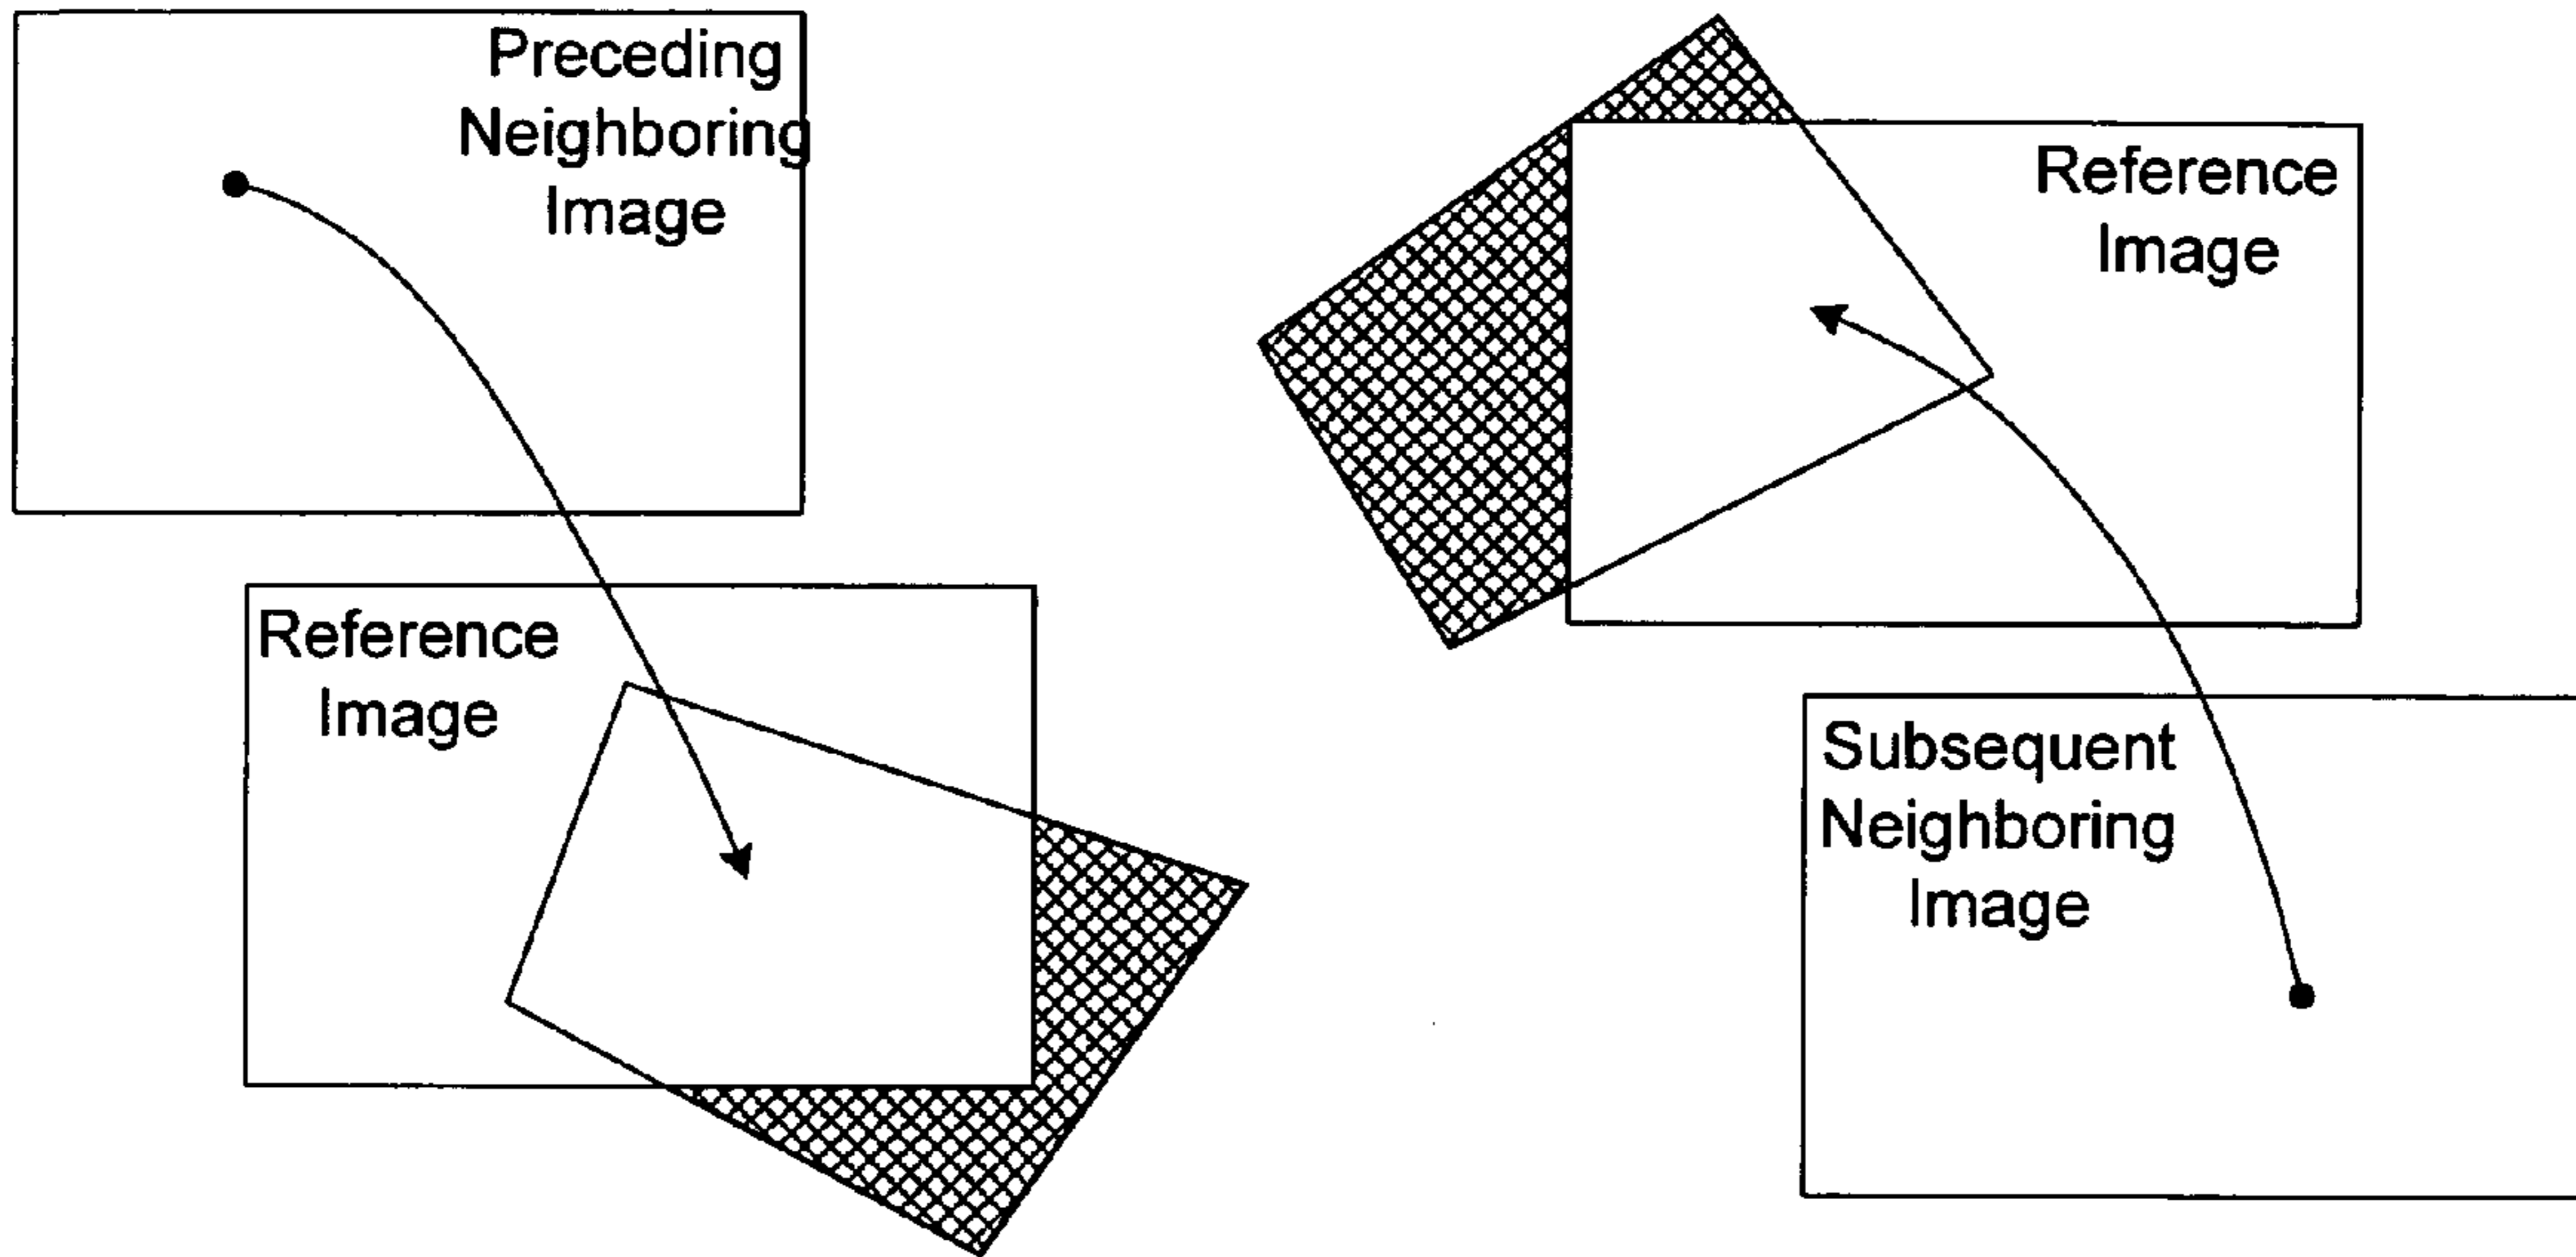 Preceding
Neighboring
Image
Reference
Image
Reference
Image
Subsequent
Neighboring
Image